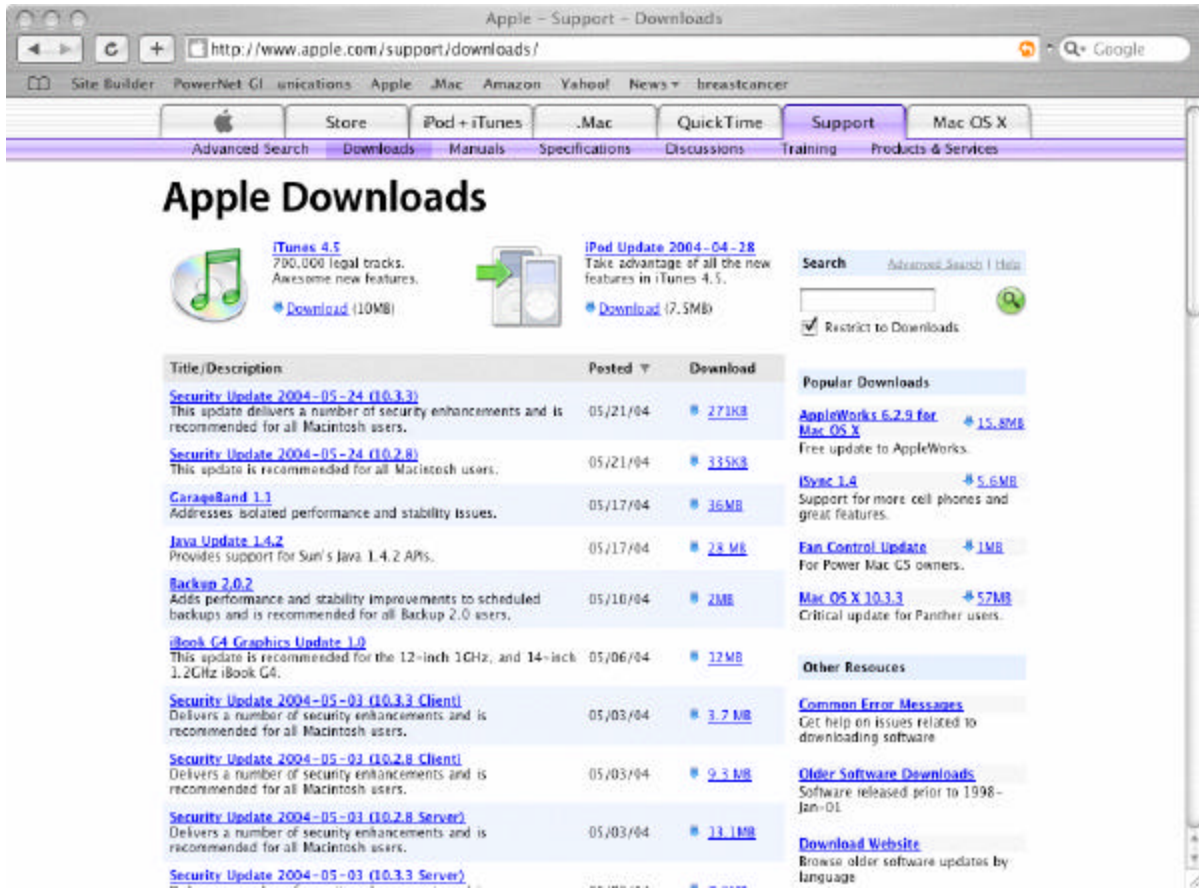 Apple - Support - Downloads
http://www.apple.com/support/downloads/
Google
Site Builder PowerNet Gl unications Apple .Mac Amazon Yahoo! News breastcancer
Store iPod + iTunes .Mac QuickTime Support Mac OS X
Advanced Search Downloads Manuals Specifications Discussions Training Products & Services
Apple Downloads
iTunes 4.5
700,000 legal tracks.
Awesome new features.
Download (10MB)
iPod Update 2004-04-28
Take advantage of all the new
features in iTunes 4.5.
Download (7.5MB)
Title/Description Posted Download
Security Update 2004-05-24 (10.3.3)
This update delivers a number of security enhancements and is
recommended for all Macintosh users.
05/21/04 271KB
Security Update 2004-05-24 (10.2.8)
This update is recommended for all Macintosh users.
05/21/04 335KB
GarageBand 1.1
Addresses isolated performance and stability issues.
05/17/04 36MB
Java Update 1.4.2
Provides support for Sun's Java 1.4.2 APIs.
05/17/04 28 MB
Backup 2.0.2
Adds performance and stability improvements to scheduled
backups and is recommended for all Backup 2.0 users.
05/10/04 2MB
iBook G4 Graphics Update 1.0
This update is recommended for the 12-inch 1GHz, and 14-inch
1.2GHz iBook G4.
05/06/04 12MB
Security Update 2004-05-03 (10.3.3 Client)
Delivers a number of security enhancements and is
recommended for all Macintosh users.
05/03/04 3.7 MB
Security Update 2004-05-03 (10.2.8 Client)
Delivers a number of security enhancements and is
recommended for all Macintosh users.
05/03/04 9.3 MB
Security Update 2004-05-03 (10.2.8 Server)
Delivers a number of security enhancements and is
recommended for all Macintosh users.
05/03/04 13.1MB
Security Update 2004-05-03 (10.3.3 Server)
Search Advanced Search | Help
Restrict to Downloads
Popular Downloads
AppleWorks 6.2.9 for
Mac OS X
15.8MB
Free update to AppleWorks.
iSync 1.4 5.6MB
Support for more cell phones and
great features.
Fan Control Update 1MB
For Power Mac G5 owners.
Mac OS X 10.3.3 57MB
Critical update for Panther users.
Other Resouces
Common Error Messages
Get help on issues related to
downloading software
Older Software Downloads
Software released prior to 1998-
Jan-01
Download Website
Browse older software updates by
language